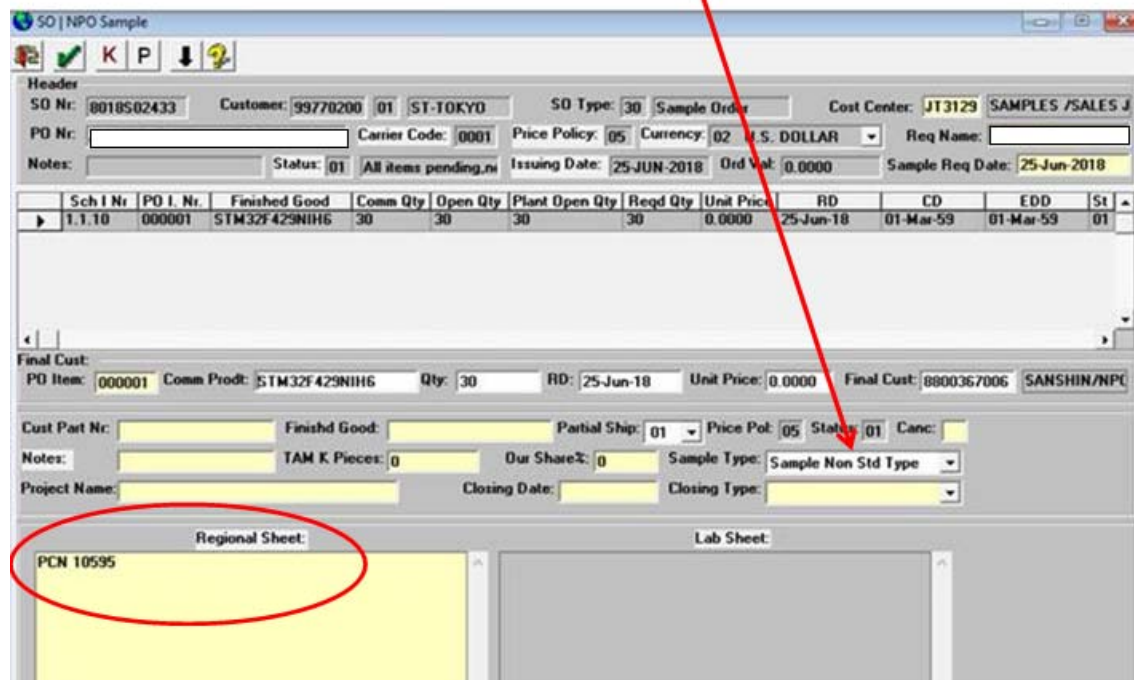 SO | NPO Sample
K P
Header
SO Nr: 8018S02433 Customer: 99770200 01 ST-TOKYO SO Type: 30 Sample Order Cost Center: JT3129 SAMPLES /SALES J
PO Nr: Carrier Code: 0001 Price Policy: 05 Currency: 02 U.S. DOLLAR Req Name:
Notes: Status: 01 All items pending,no Issuing Date: 25-JUN-2018 Ord Val: 0.0000 Sample Req Date: 25-Jun-2018
Sch I Nr PO I. Nr. Finished Good Comm Qty Open Qty Plant Open Qty Reqd Qty Unit Price RD CD EDD St
1.1.10 000001 STM32F429NIH6 30 30 30 30 0.0000 25-Jun-18 01-Mar-59 01-Mar-59 01
Final Cust:
PO Item: 000001 Comm Prodt: STM32F429NIH6 Qty: 30 RD: 25-Jun-18 Unit Price: 0.0000 Final Cust: 8800367006 SANSHIN/NPC
Cust Part Nr: Finishd Good: Partial Ship: 01 Price Pol: 05 Status: 01 Canc:
Notes: TAM K Pieces: 0 Our Share%: 0 Sample Type: Sample Non Std Type
Project Name: Closing Date: Closing Type:
Regional Sheet: Lab Sheet:
PCN 10595